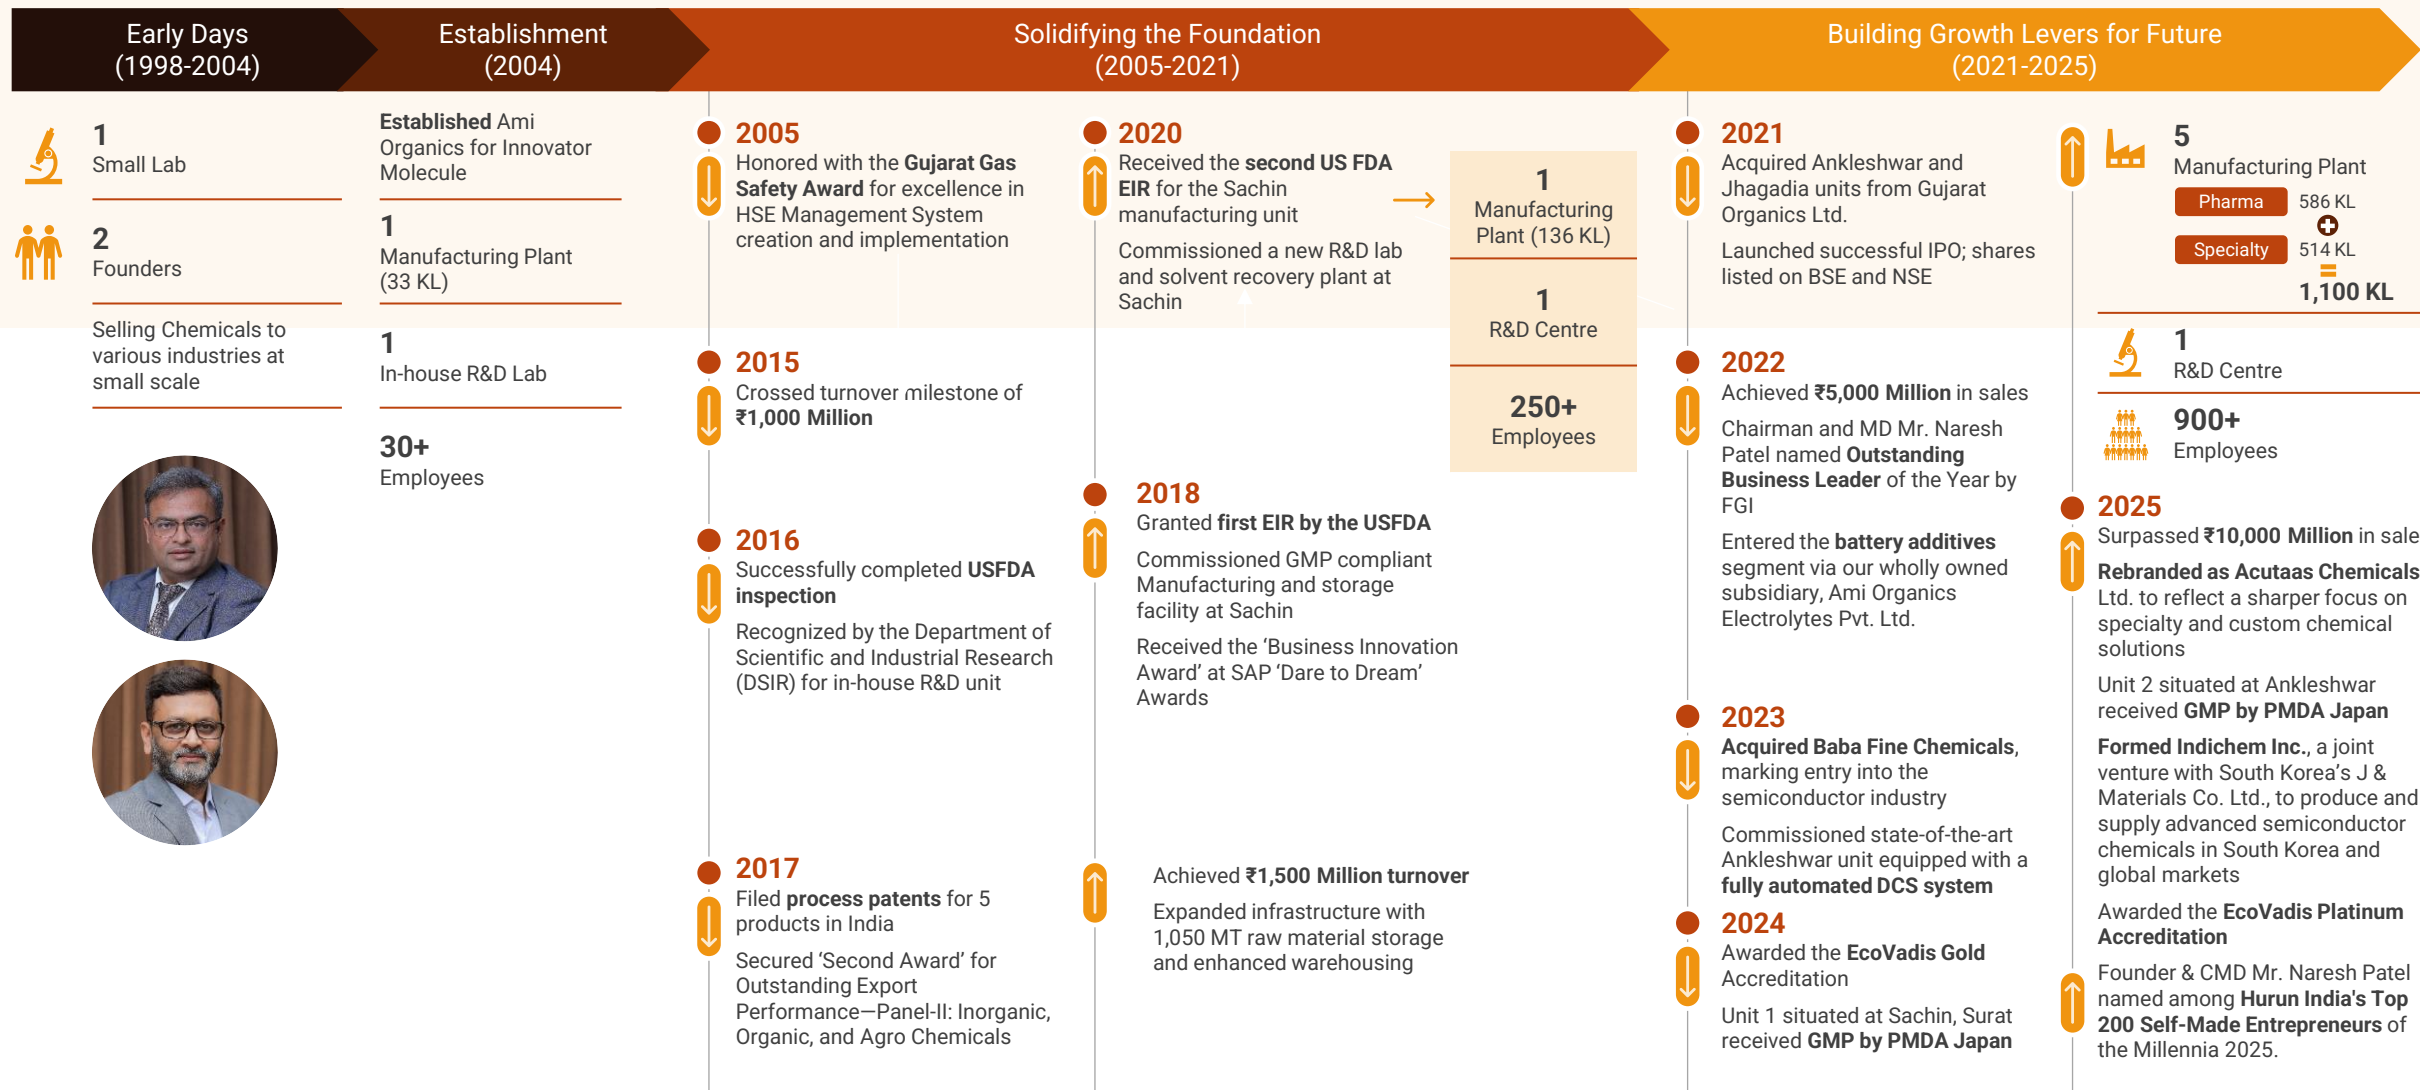 Early Days
(1998-2004)
Establishment
(2004)
Solidifying the Foundation
(2005-2021)
Building Growth Levers for Future
(2021-2025)
1
Small Lab
2
Founders
Selling Chemicals to
various industries at
small scale
Established Ami
Organics for Innovator
Molecule
1
Manufacturing Plant
(33 KL)
1
In-house R&D Lab
30+
Employees
2005
Honored with the Gujarat Gas
Safety Award for excellence in
HSE Management System
creation and implementation
2015
Crossed turnover milestone of
₹1,000 Million
2016
Successfully completed USFDA
inspection
Recognized by the Department of
Scientific and Industrial Research
(DSIR) for in-house R&D unit
2017
Filed process patents for 5
products in India
Secured ‘Second Award’ for
Outstanding Export
Performance—Panel-II: Inorganic,
Organic, and Agro Chemicals
2020
Received the second US FDA
EIR for the Sachin
manufacturing unit
Commissioned a new R&D lab
and solvent recovery plant at
Sachin
2018
Granted first EIR by the USFDA
Commissioned GMP compliant
Manufacturing and storage
facility at Sachin
Received the ‘Business Innovation
Award’ at SAP ‘Dare to Dream’
Awards
Achieved ₹1,500 Million turnover
Expanded infrastructure with
1,050 MT raw material storage
and enhanced warehousing
1
Manufacturing
Plant (136 KL)
1
R&D Centre
250+
Employees
2021
Acquired Ankleshwar and
Jhagadia units from Gujarat
Organics Ltd.
Launched successful IPO; shares
listed on BSE and NSE
2022
Achieved ₹5,000 Million in sales
Chairman and MD Mr. Naresh
Patel named Outstanding
Business Leader of the Year by
FGI
Entered the battery additives
segment via our wholly owned
subsidiary, Ami Organics
Electrolytes Pvt. Ltd.
2023
Acquired Baba Fine Chemicals,
marking entry into the
semiconductor industry
Commissioned state-of-the-art
Ankleshwar unit equipped with a
fully automated DCS system
2024
Awarded the EcoVadis Gold
Accreditation
Unit 1 situated at Sachin, Surat
received GMP by PMDA Japan
5
Manufacturing Plant
Pharma 586 KL
Specialty 514 KL
1,100 KL
1
R&D Centre
900+
Employees
2025
Surpassed ₹10,000 Million in sale
Rebranded as Acutaas Chemicals
Ltd. to reflect a sharper focus on
specialty and custom chemical
solutions
Unit 2 situated at Ankleshwar
received GMP by PMDA Japan
Formed Indichem Inc., a joint
venture with South Korea’s J &
Materials Co. Ltd., to produce and
supply advanced semiconductor
chemicals in South Korea and
global markets
Awarded the EcoVadis Platinum
Accreditation
Founder & CMD Mr. Naresh Patel
named among Hurun India's Top
200 Self-Made Entrepreneurs of
the Millennia 2025.